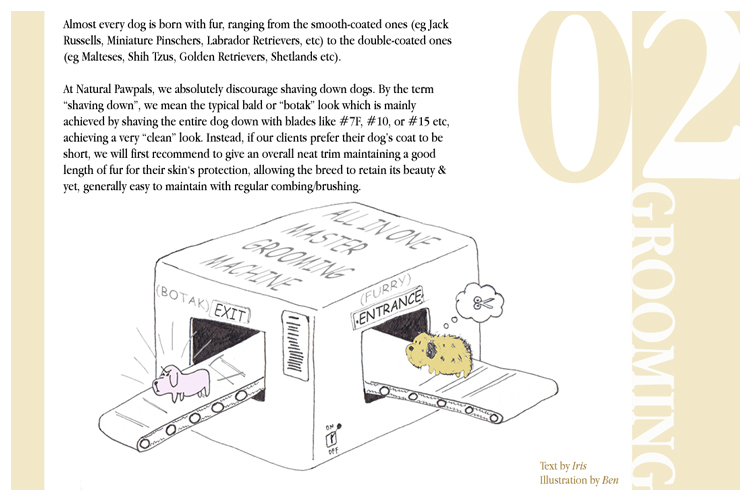 Almost every dog is born with fur, ranging from the smooth-coated ones (eg Jack
Russells, Miniature Pinschers, Labrador Retrievers, etc) to the double-coated ones
(eg Malteses, Shih Tzus, Golden Retrievers, Shetlands etc).
At Natural Pawpals, we absolutely discourage shaving down dogs. By the term
“shaving down”, we mean the typical bald or “botak” look which is mainly
achieved by shaving the entire dog down with blades like #7F, #10, or #15 etc,
achieving a very “clean” look. Instead, if our clients prefer their dog's coat to be
short, we will first recommend to give an overall neat trim maintaining a good
length of fur for their skin's protection, allowing the breed to retain its beauty &
yet, generally easy to maintain with regular combing/brushing.
02
GROOMING
ALL IN ONE
MASTER
GROOMING
MACHINE
(BOTAK)
EXIT
(FURRY)
ENTRANCE
ON
OFF
Text by Iris
Illustration by Ben